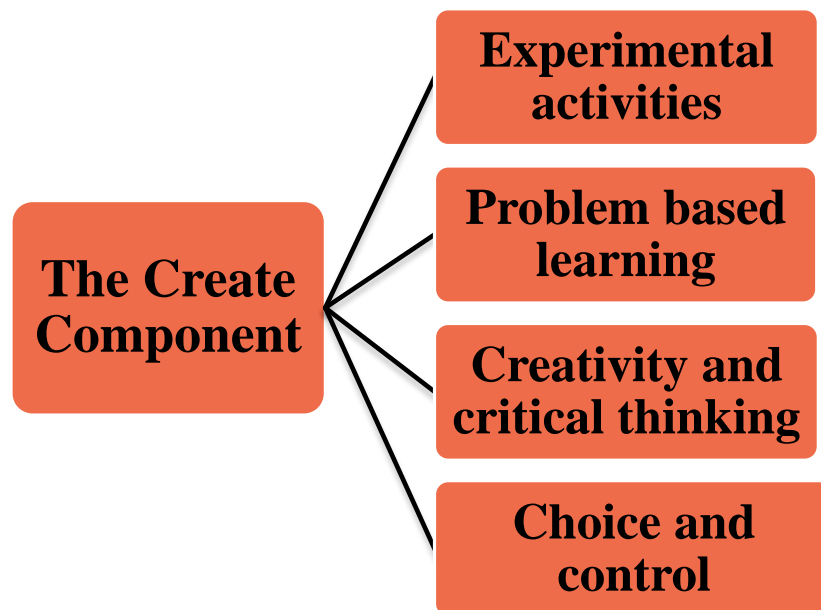 The Create
Component
Experimental
activities
Problem based
learning
Creativity and
critical thinking
Choice and
control